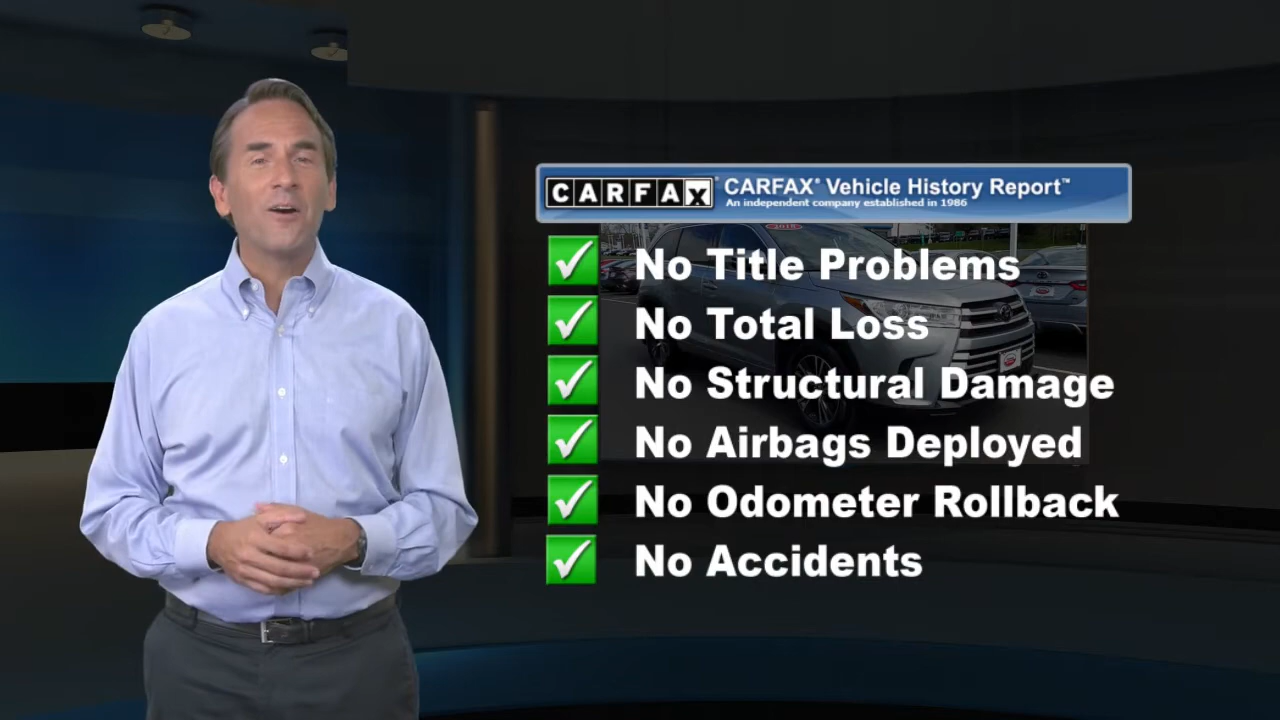 CARFAX® CARFAX® Vehicle History Report™
An independent company established in 1986
No Title Problems
No Total Loss
No Structural Damage
No Airbags Deployed
No Odometer Rollback
No Accidents